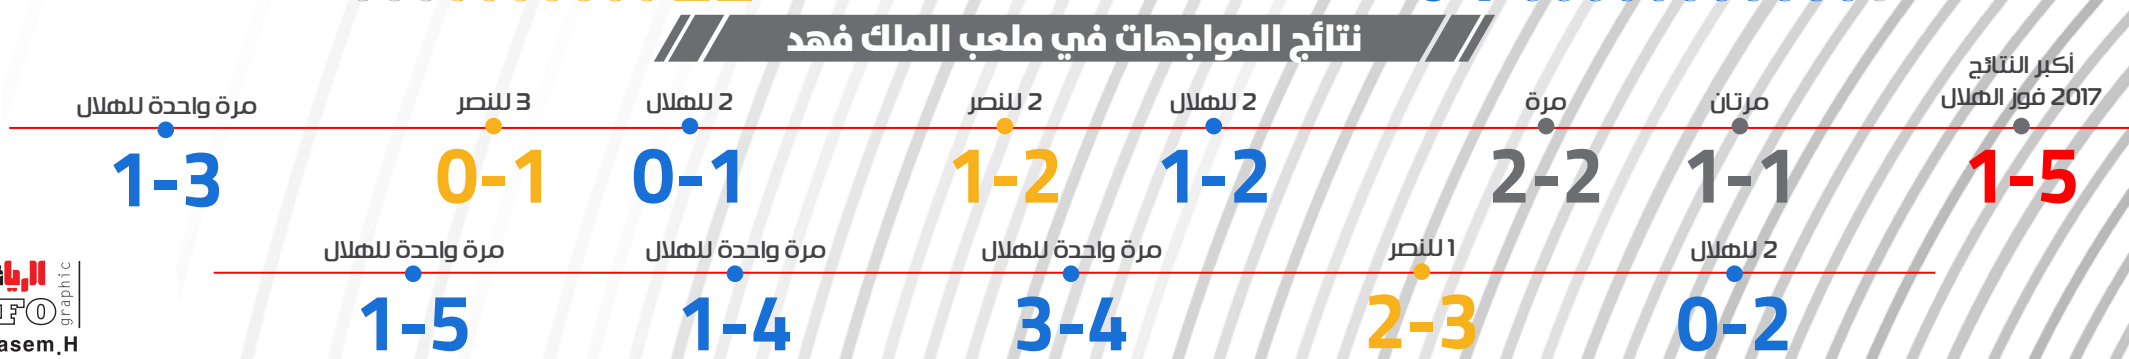 نتائج المواجهات في ملعب الملك فهد
أكبر النتائج
2017 فوز الهلال
1-5
مرتان
1-1
مرة
2-2
2 للهلال
1-2
2 للنصر
1-2
2 للهلال
0-1
3 للنصر
0-1
مرة واحدة للهلال
1-3
2 للهلال
0-2
1 للنصر
2-3
مرة واحدة للهلال
3-4
مرة واحدة للهلال
1-4
مرة واحدة للهلال
1-5
graphic